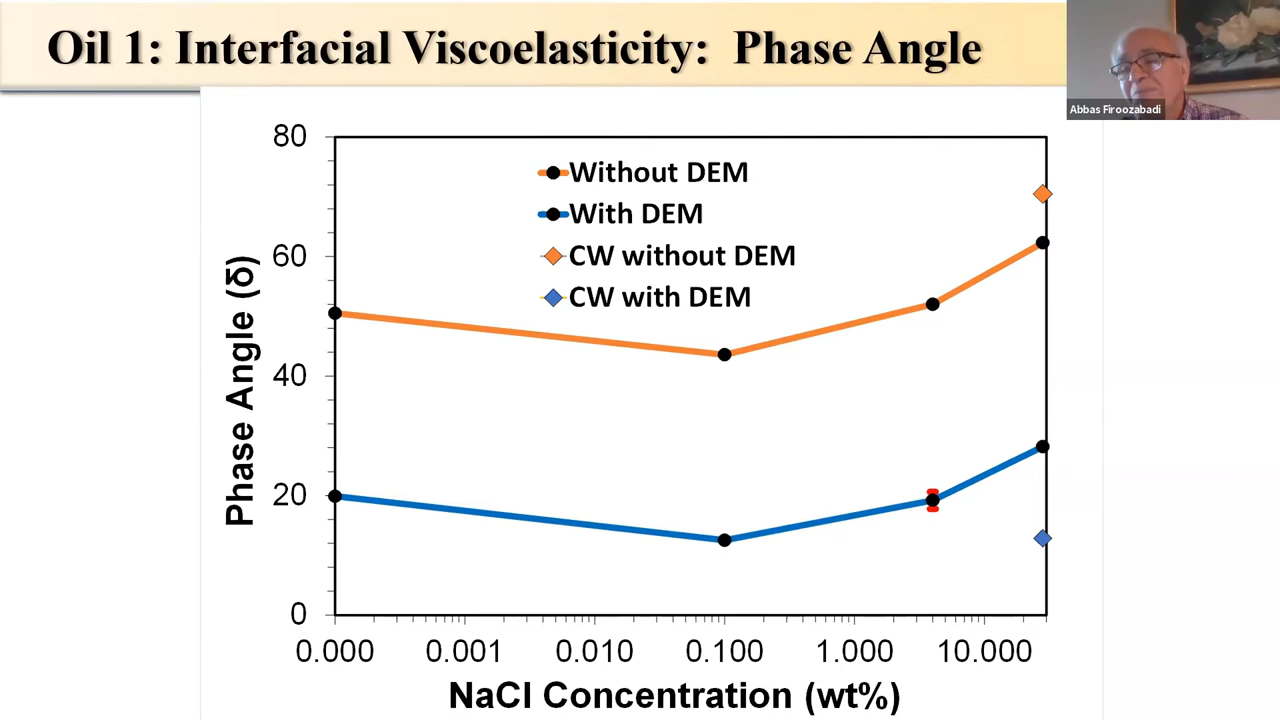 Oil 1: Interfacial Viscoelasticity: Phase Angle
Abbas Firoozabadi
80
60
40
20
0
Phase Angle (δ)
Without DEM
With DEM
CW without DEM
CW with DEM
0.000 0.001 0.010 0.100 1.000 10.000
NaCl Concentration (wt%)